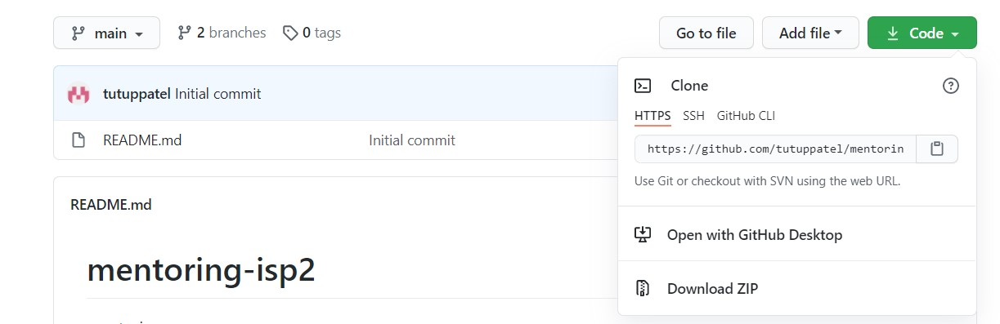 main 2 branches 0 tags Go to file Add file Code
tutuppatel Initial commit
README.md Initial commit
README.md
mentoring-isp2
Clone
HTTPS SSH GitHub CLI
https://github.com/tutuppatel/mentorin
Use Git or checkout with SVN using the web URL.
Open with GitHub Desktop
Download ZIP